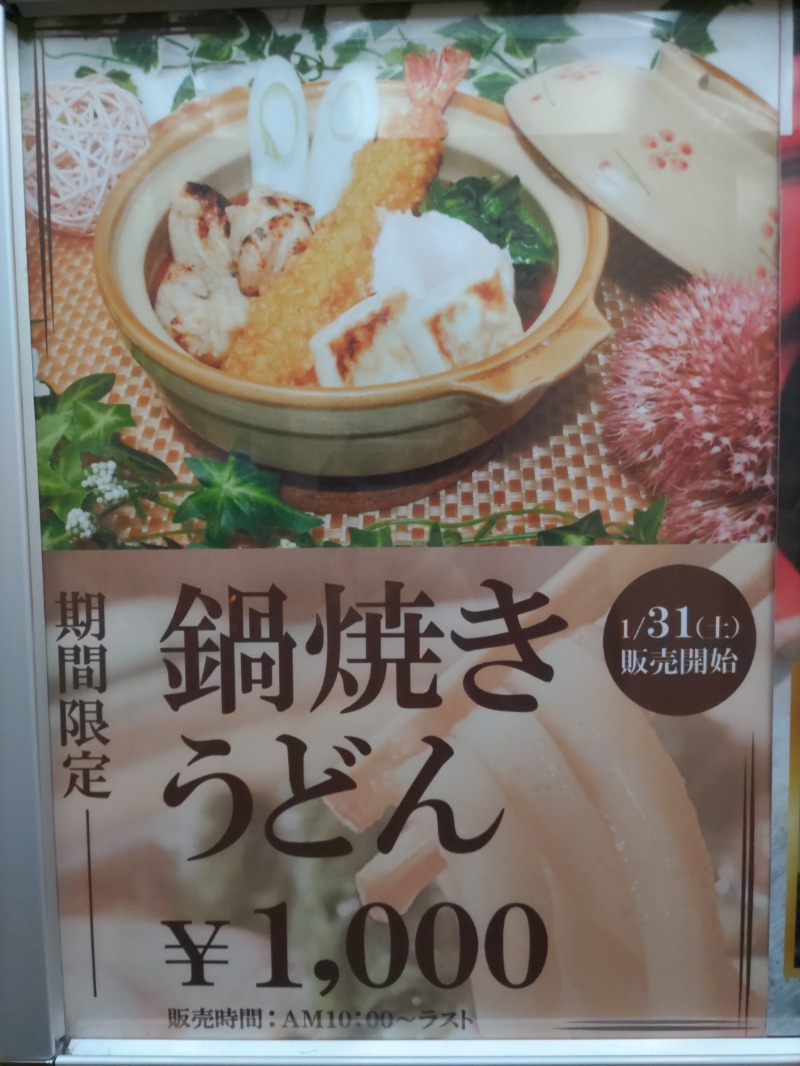 期間限定
鍋焼き
うどん
1/31(土)
販売開始
¥1,000
販売時間：AM10：00〜ラスト